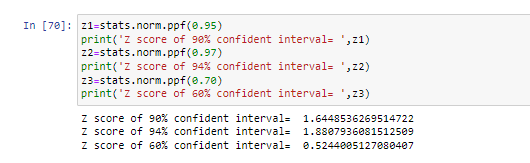 In [70]: z1=stats.norm.ppf(0.95)
print('Z score of 90% confident interval= ',z1)
z2=stats.norm.ppf(0.97)
print('Z score of 94% confident interval= ',z2)
z3=stats.norm.ppf(0.70)
print('Z score of 60% confident interval= ',z3)
Z score of 90% confident interval=  1.6448536269514722
Z score of 94% confident interval=  1.8807936081512509
Z score of 60% confident interval=  0.5244005127080407